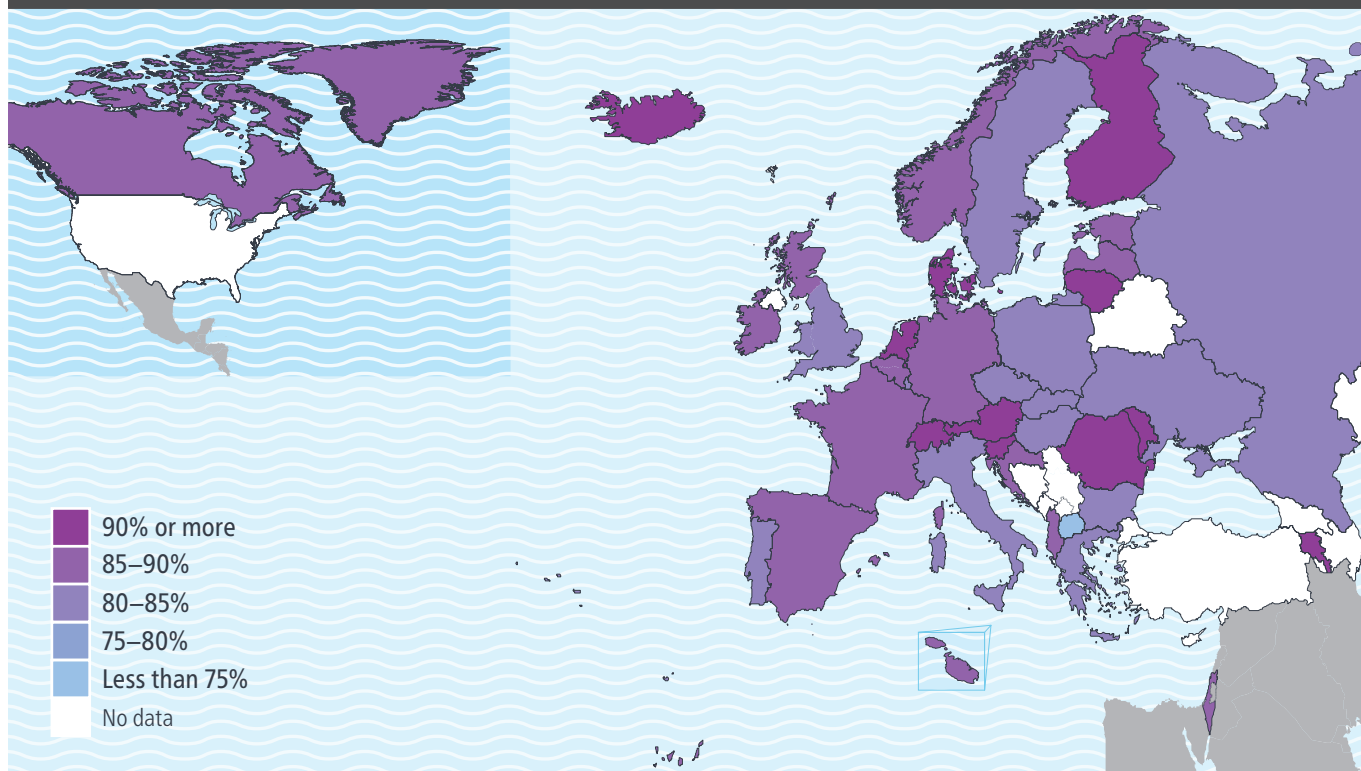 90% or more
85–90%
80–85%
75–80%
Less than 75%
No data